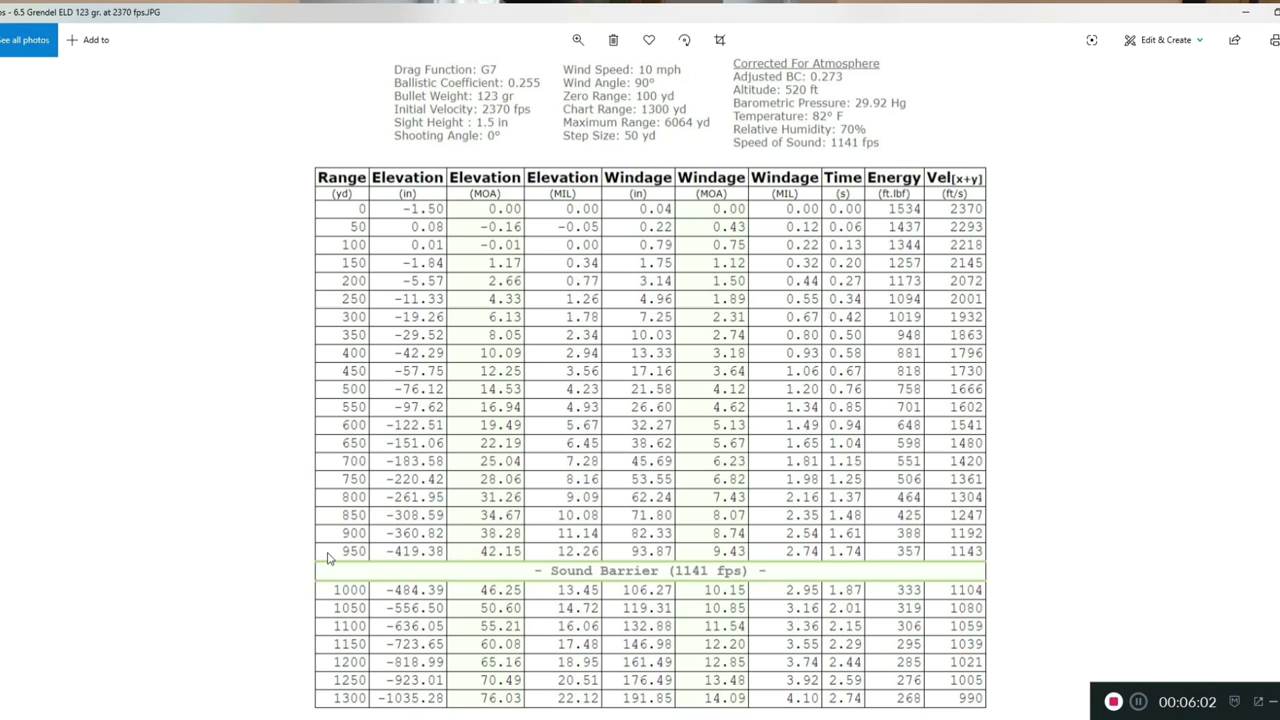 os - 6.5 Grendel ELD 123 gr. at 2370 fps.JPG
See all photos + Add to Edit & Create
Drag Function: G7
Ballistic Coefficient: 0.255
Bullet Weight: 123 gr
Initial Velocity: 2370 fps
Sight Height : 1.5 in
Shooting Angle: 0°
Wind Speed: 10 mph
Wind Angle: 90°
Zero Range: 100 yd
Chart Range: 1300 yd
Maximum Range: 6064 yd
Step Size: 50 yd
Corrected For Atmosphere
Adjusted BC: 0.273
Altitude: 520 ft
Barometric Pressure: 29.92 Hg
Temperature: 82° F
Relative Humidity: 70%
Speed of Sound: 1141 fps
Range Elevation Elevation Elevation Windage Windage Windage Time Energy Vel[x+y]
(yd) (in) (MOA) (MIL) (in) (MOA) (MIL) (s) (ft.lbf) (ft/s)
0 -1.50 0.00 0.00 0.04 0.00 0.00 0.00 1534 2370
50 0.08 -0.16 -0.05 0.22 0.43 0.12 0.06 1437 2293
100 0.01 -0.01 0.00 0.79 0.75 0.22 0.13 1344 2218
150 -1.84 1.17 0.34 1.75 1.12 0.32 0.20 1257 2145
200 -5.57 2.66 0.77 3.14 1.50 0.44 0.27 1173 2072
250 -11.33 4.33 1.26 4.96 1.89 0.55 0.34 1094 2001
300 -19.26 6.13 1.78 7.25 2.31 0.67 0.42 1019 1932
350 -29.52 8.05 2.34 10.03 2.74 0.80 0.50 948 1863
400 -42.29 10.09 2.94 13.33 3.18 0.93 0.58 881 1796
450 -57.75 12.25 3.56 17.16 3.64 1.06 0.67 818 1730
500 -76.12 14.53 4.23 21.58 4.12 1.20 0.76 758 1666
550 -97.62 16.94 4.93 26.60 4.62 1.34 0.85 701 1602
600 -122.51 19.49 5.67 32.27 5.13 1.49 0.94 648 1541
650 -151.06 22.19 6.45 38.62 5.67 1.65 1.04 598 1480
700 -183.58 25.04 7.28 45.69 6.23 1.81 1.15 551 1420
750 -220.42 28.06 8.16 53.55 6.82 1.98 1.25 506 1361
800 -261.95 31.26 9.09 62.24 7.43 2.16 1.37 464 1304
850 -308.59 34.67 10.08 71.80 8.07 2.35 1.48 425 1247
900 -360.82 38.28 11.14 82.33 8.74 2.54 1.61 388 1192
950 -419.38 42.15 12.26 93.87 9.43 2.74 1.74 357 1143
- Sound Barrier (1141 fps) -
1000 -484.39 46.25 13.45 106.27 10.15 2.95 1.87 333 1104
1050 -556.50 50.60 14.72 119.31 10.85 3.16 2.01 319 1080
1100 -636.05 55.21 16.06 132.88 11.54 3.36 2.15 306 1059
1150 -723.65 60.08 17.48 146.98 12.20 3.55 2.29 295 1039
1200 -818.99 65.16 18.95 161.49 12.85 3.74 2.44 285 1021
1250 -923.01 70.49 20.51 176.49 13.48 3.92 2.59 276 1005
1300 -1035.28 76.03 22.12 191.85 14.09 4.10 2.74 268 990
00:06:02